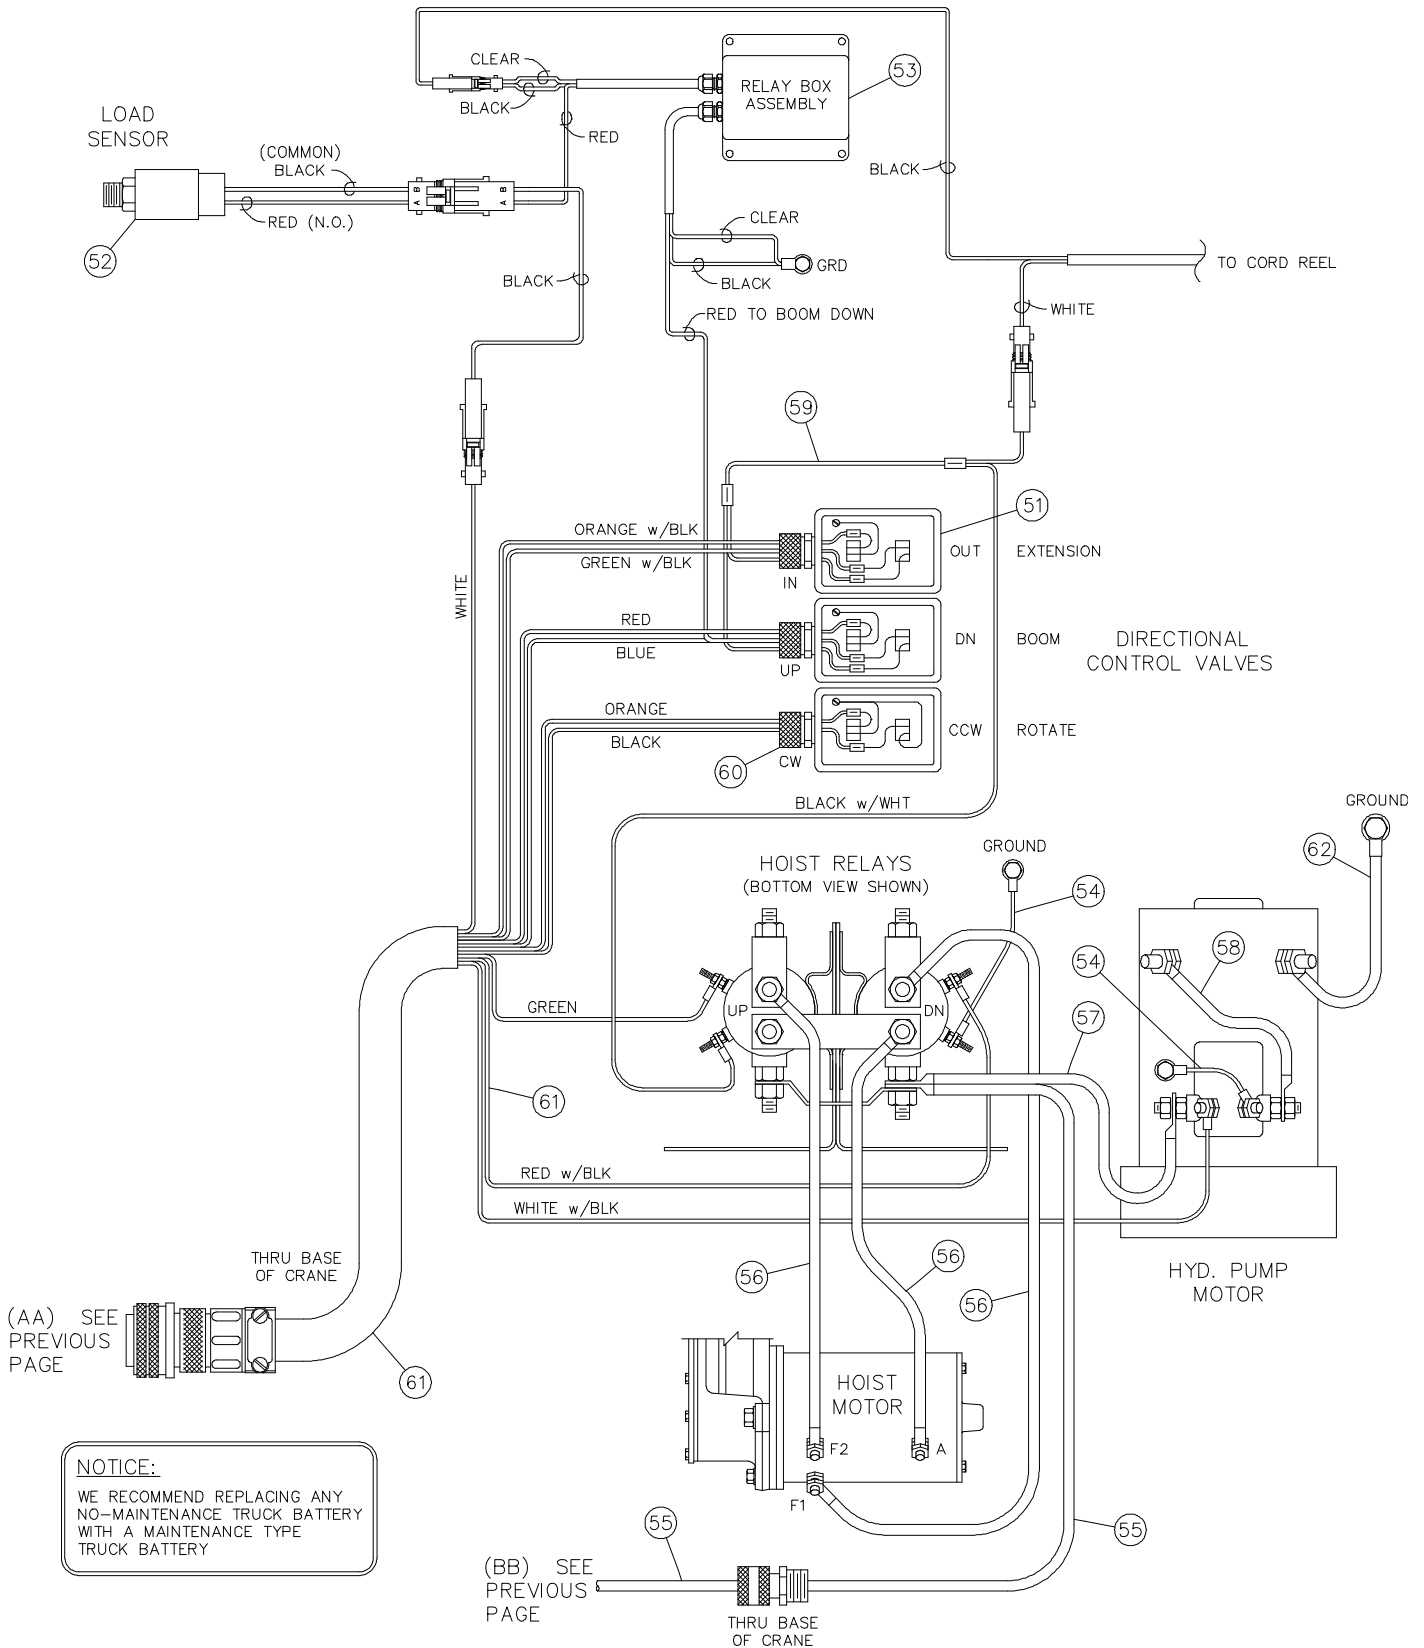 CLEAR
BLACK
RED
RELAY BOX
ASSEMBLY
53
LOAD
SENSOR
(COMMON)
BLACK
RED (N.O.)
B
A
B
A
52
BLACK
BLACK
CLEAR
BLACK
GRD
RED TO BOOM DOWN
TO CORD REEL
WHITE
59
51
ORANGE w/BLK
GREEN w/BLK
IN
OUT
EXTENSION
WHITE
RED
BLUE
UP
DN
BOOM
DIRECTIONAL
CONTROL VALVES
ORANGE
BLACK
CW
CCW
ROTATE
60
BLACK w/WHT
HOIST RELAYS
(BOTTOM VIEW SHOWN)
GROUND
54
GROUND
62
58
54
57
UP
DN
GREEN
61
RED w/BLK
WHITE w/BLK
HYD. PUMP
MOTOR
THRU BASE
OF CRANE
56
56
56
(AA) SEE
PREVIOUS
PAGE
61
HOIST
MOTOR
F2
A
F1
NOTICE:
WE RECOMMEND REPLACING ANY
NO-MAINTENANCE TRUCK BATTERY
WITH A MAINTENANCE TYPE
TRUCK BATTERY
55
55
(BB) SEE
PREVIOUS
PAGE
THRU BASE
OF CRANE